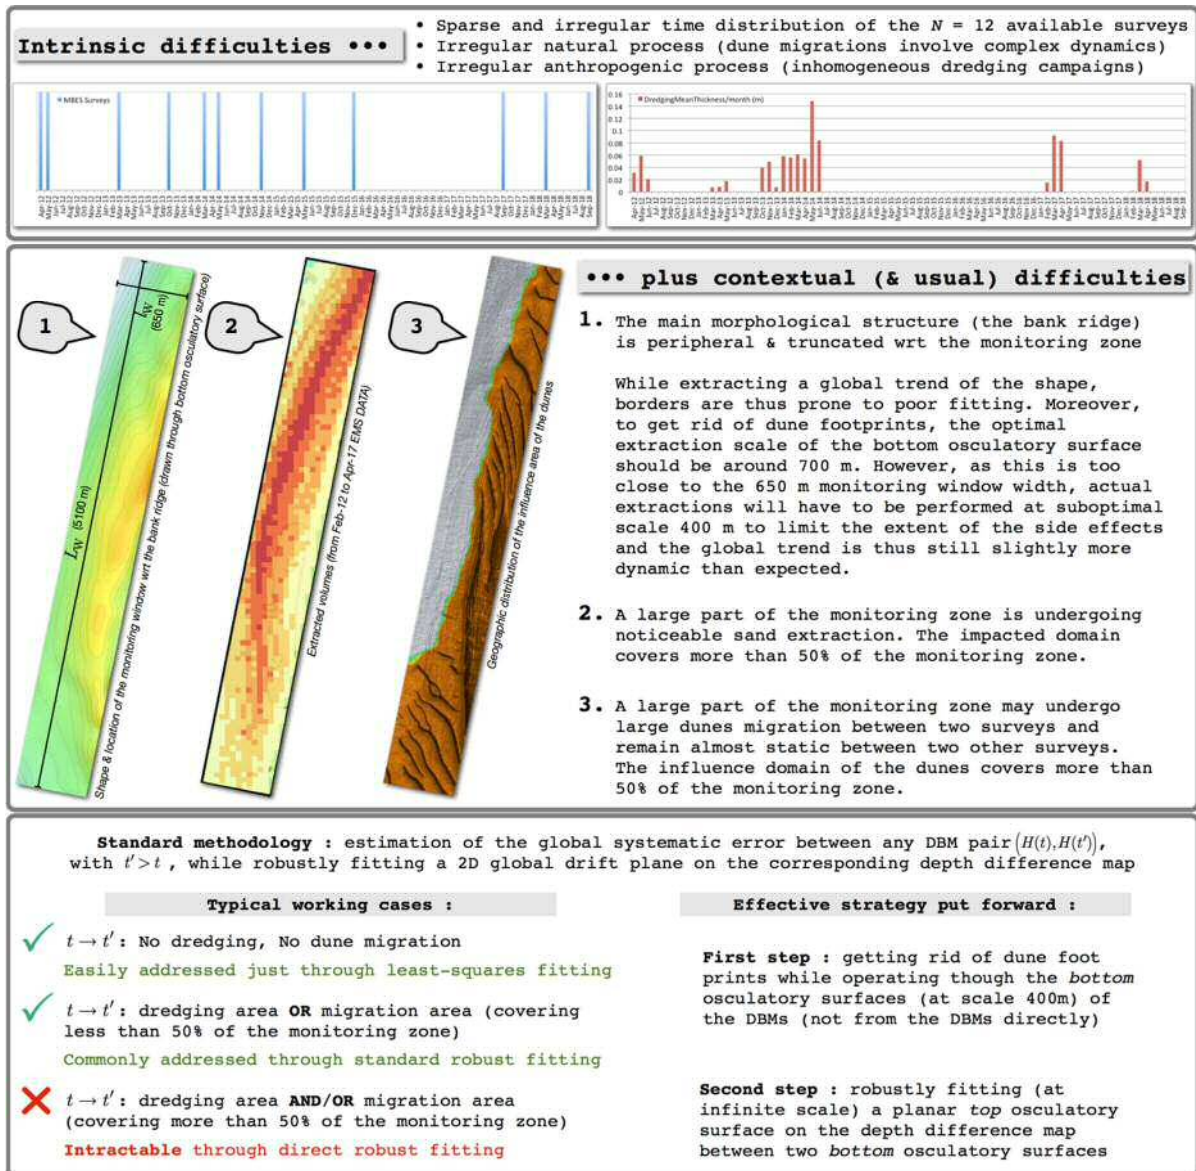 Intrinsic difficulties •••
• Sparse and irregular time distribution of the N = 12 available surveys
• Irregular natural process (dune migrations involve complex dynamics)
• Irregular anthropogenic process (inhomogeneous dredging campaigns)
MBES Surveys
DredgingMeanThickness/month (m)
0.16
0.14
0.12
0.1
0.08
0.06
0.04
0.02
0
1
2
3
L_W (650 m)
L_W (5100 m)
Shape & location of the monitoring window wrt the bank ridge (drawn through bottom osculatory surface)
Extracted volumes (from Feb-12 to Apr-17 EMS DATA)
Geographic distribution of the influence area of the dunes
••• plus contextual (& usual) difficulties
1. The main morphological structure (the bank ridge)
is peripheral & truncated wrt the monitoring zone
While extracting a global trend of the shape,
borders are thus prone to poor fitting. Moreover,
to get rid of dune footprints, the optimal
extraction scale of the bottom osculatory surface
should be around 700 m. However, as this is too
close to the 650 m monitoring window width, actual
extractions will have to be performed at suboptimal
scale 400 m to limit the extent of the side effects
and the global trend is thus still slightly more
dynamic than expected.
2. A large part of the monitoring zone is undergoing
noticeable sand extraction. The impacted domain
covers more than 50% of the monitoring zone.
3. A large part of the monitoring zone may undergo
large dunes migration between two surveys and
remain almost static between two other surveys.
The influence domain of the dunes covers more than
50% of the monitoring zone.
Standard methodology : estimation of the global systematic error between any DBM pair (H(t),H(t′)),
with t′>t , while robustly fitting a 2D global drift plane on the corresponding depth difference map
Typical working cases :
t → t′ : No dredging, No dune migration
Easily addressed just through least-squares fitting
t → t′ : dredging area OR migration area (covering
less than 50% of the monitoring zone)
Commonly addressed through standard robust fitting
t → t′ : dredging area AND/OR migration area
(covering more than 50% of the monitoring zone)
Intractable through direct robust fitting
Effective strategy put forward :
First step : getting rid of dune foot
prints while operating though the bottom
osculatory surfaces (at scale 400m) of
the DBMs (not from the DBMs directly)
Second step : robustly fitting (at
infinite scale) a planar top osculatory
surface on the depth difference map
between two bottom osculatory surfaces